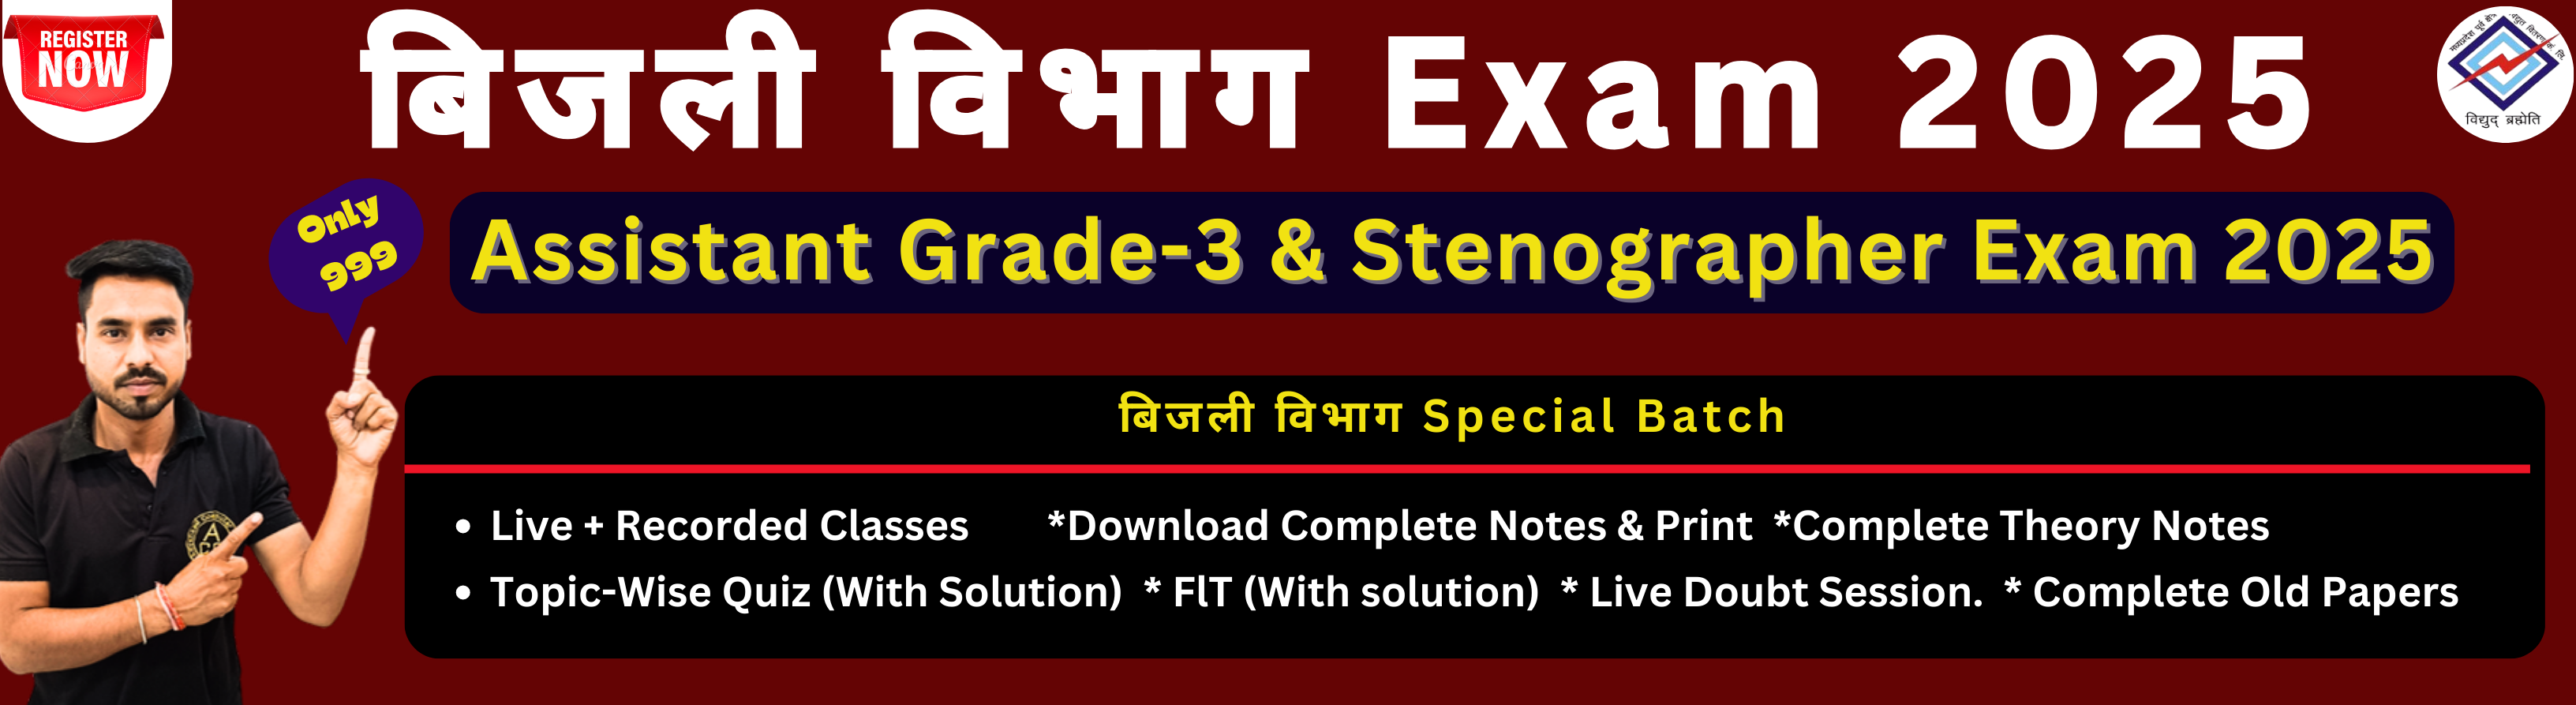 REGISTER
NOW
बिजली विभाग Exam 2025
विद्युद् ब्रह्मेति
Only
999
Assistant Grade-3 & Stenographer Exam 2025
बिजली विभाग Special Batch
• Live + Recorded Classes *Download Complete Notes & Print *Complete Theory Notes
• Topic-Wise Quiz (With Solution) * FlT (With solution) * Live Doubt Session. * Complete Old Papers
A